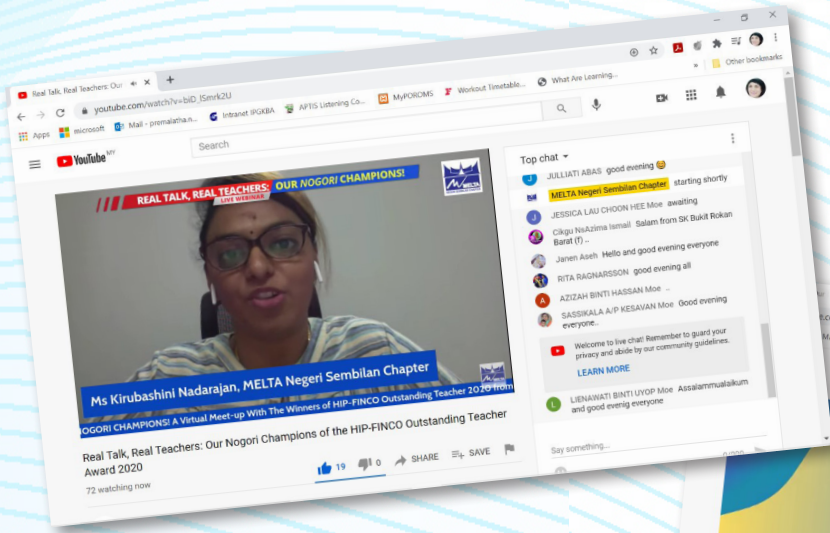 Real Talk, Real Teachers: Our
youtube.com/watch?v=biD_lSmrk2U
Apps microsoft Mail - premalatha.n... Intranet IPGKBA APTIS Listening Co... MyPOROMS Workout Timetable... What Are Learning... Other bookmarks
YouTube MY
Search
REAL TALK, REAL TEACHERS: OUR NOGORI CHAMPIONS!
LIVE WEBINAR
MELTA
Ms Kirubashini Nadarajan, MELTA Negeri Sembilan Chapter
OGORI CHAMPIONS! A Virtual Meet-up With The Winners of HIP-FINCO Outstanding Teacher 2020 from
Real Talk, Real Teachers: Our Nogori Champions of the HIP-FINCO Outstanding Teacher
Award 2020
72 watching now
19 0 SHARE SAVE
Top chat
JULLIATI ABAS good evening
MELTA Negeri Sembilan Chapter starting shortly
JESSICA LAU CHOON HEE Moe awaiting
Cikgu NsAzima Ismail Salam from SK Bukit Rokan
Barat (f) ..
Janen Aseh Hello and good evening everyone
RITA RAGNARSSON good evening all
AZIZAH BINTI HASSAN Moe ..
SASSIKALA A/P KESAVAN Moe Good evening
everyone..
Welcome to live chat! Remember to guard your
privacy and abide by our community guidelines.
LEARN MORE
LIENAWATI BINTI UYOP Moe Assalammualaikum
and good evenig everyone
Say something...
0/200